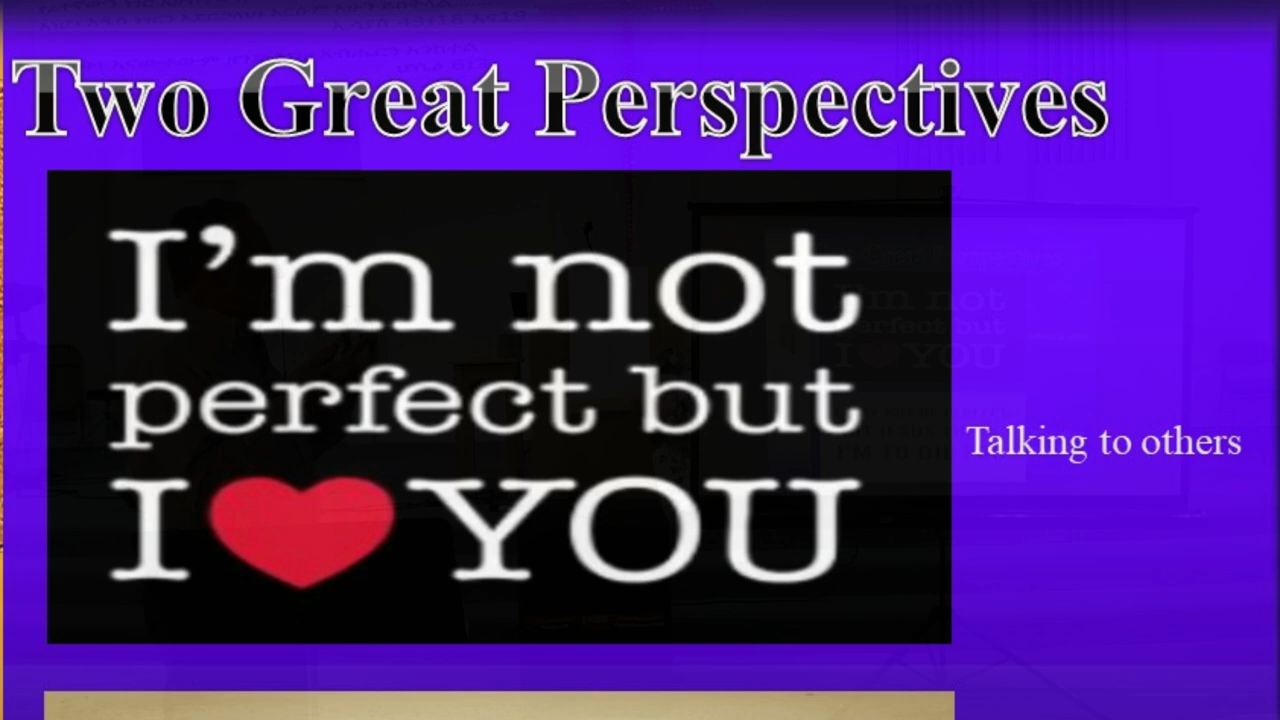 Two Great Perspectives
I'm not
perfect but
I ❤ YOU
Talking to others